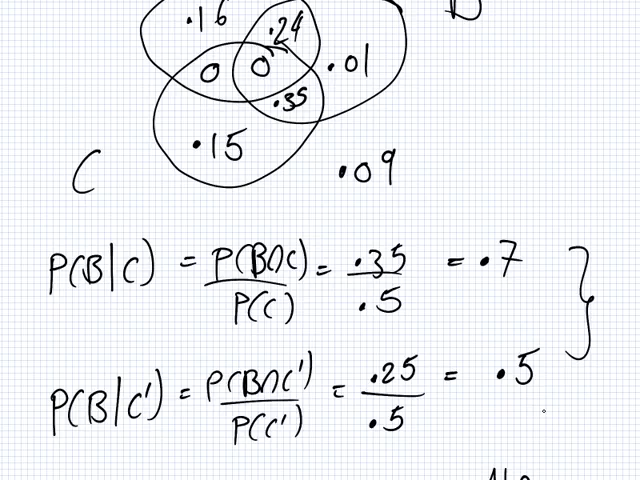 .16
.24
0
0
.01
.35
.15
C
.09
P(B|C) = P(B∩C)/P(C) = .35/.5 = .7 }
P(B|C') = P(B∩C')/P(C') = .25/.5 = .5